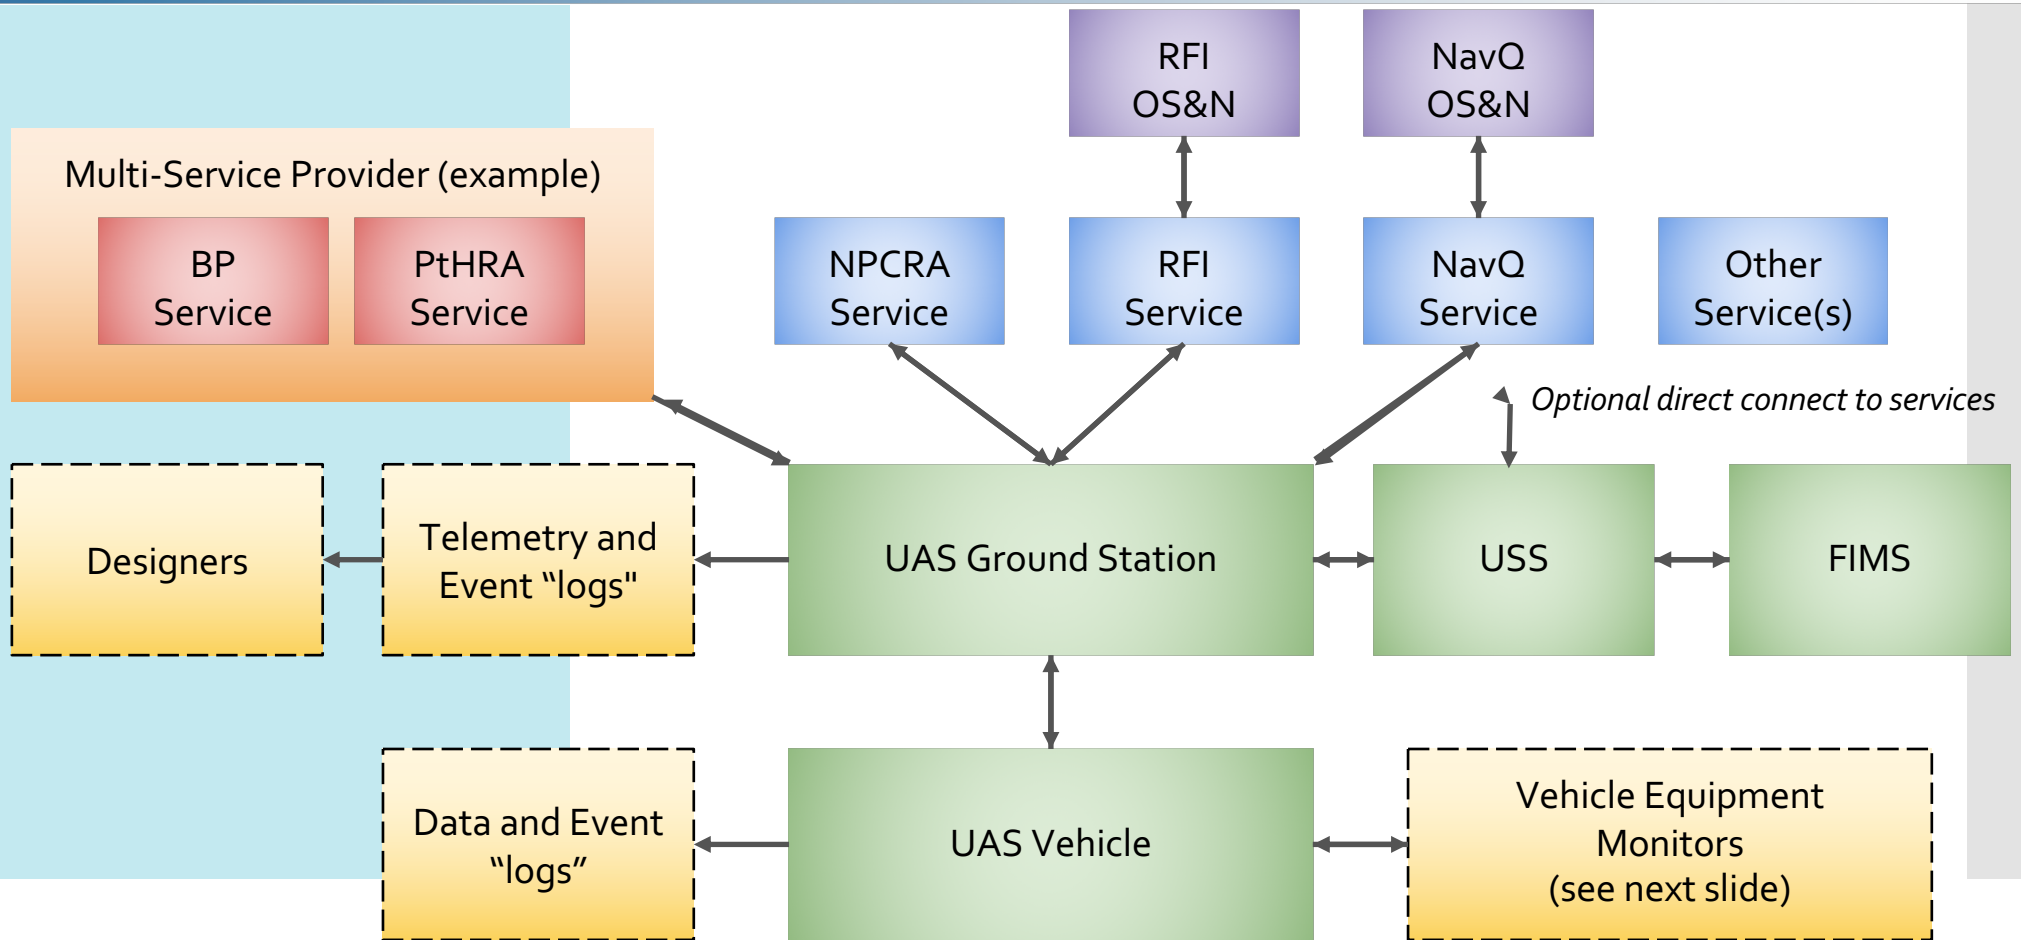 RFI
OS&N
NavQ
OS&N
Multi-Service Provider (example)
BP
Service
PtHRA
Service
NPCRA
Service
RFI
Service
NavQ
Service
Other
Service(s)
Optional direct connect to services
Designers
Telemetry and
Event “logs"
UAS Ground Station
USS
FIMS
Data and Event
“logs”
UAS Vehicle
Vehicle Equipment
Monitors
(see next slide)